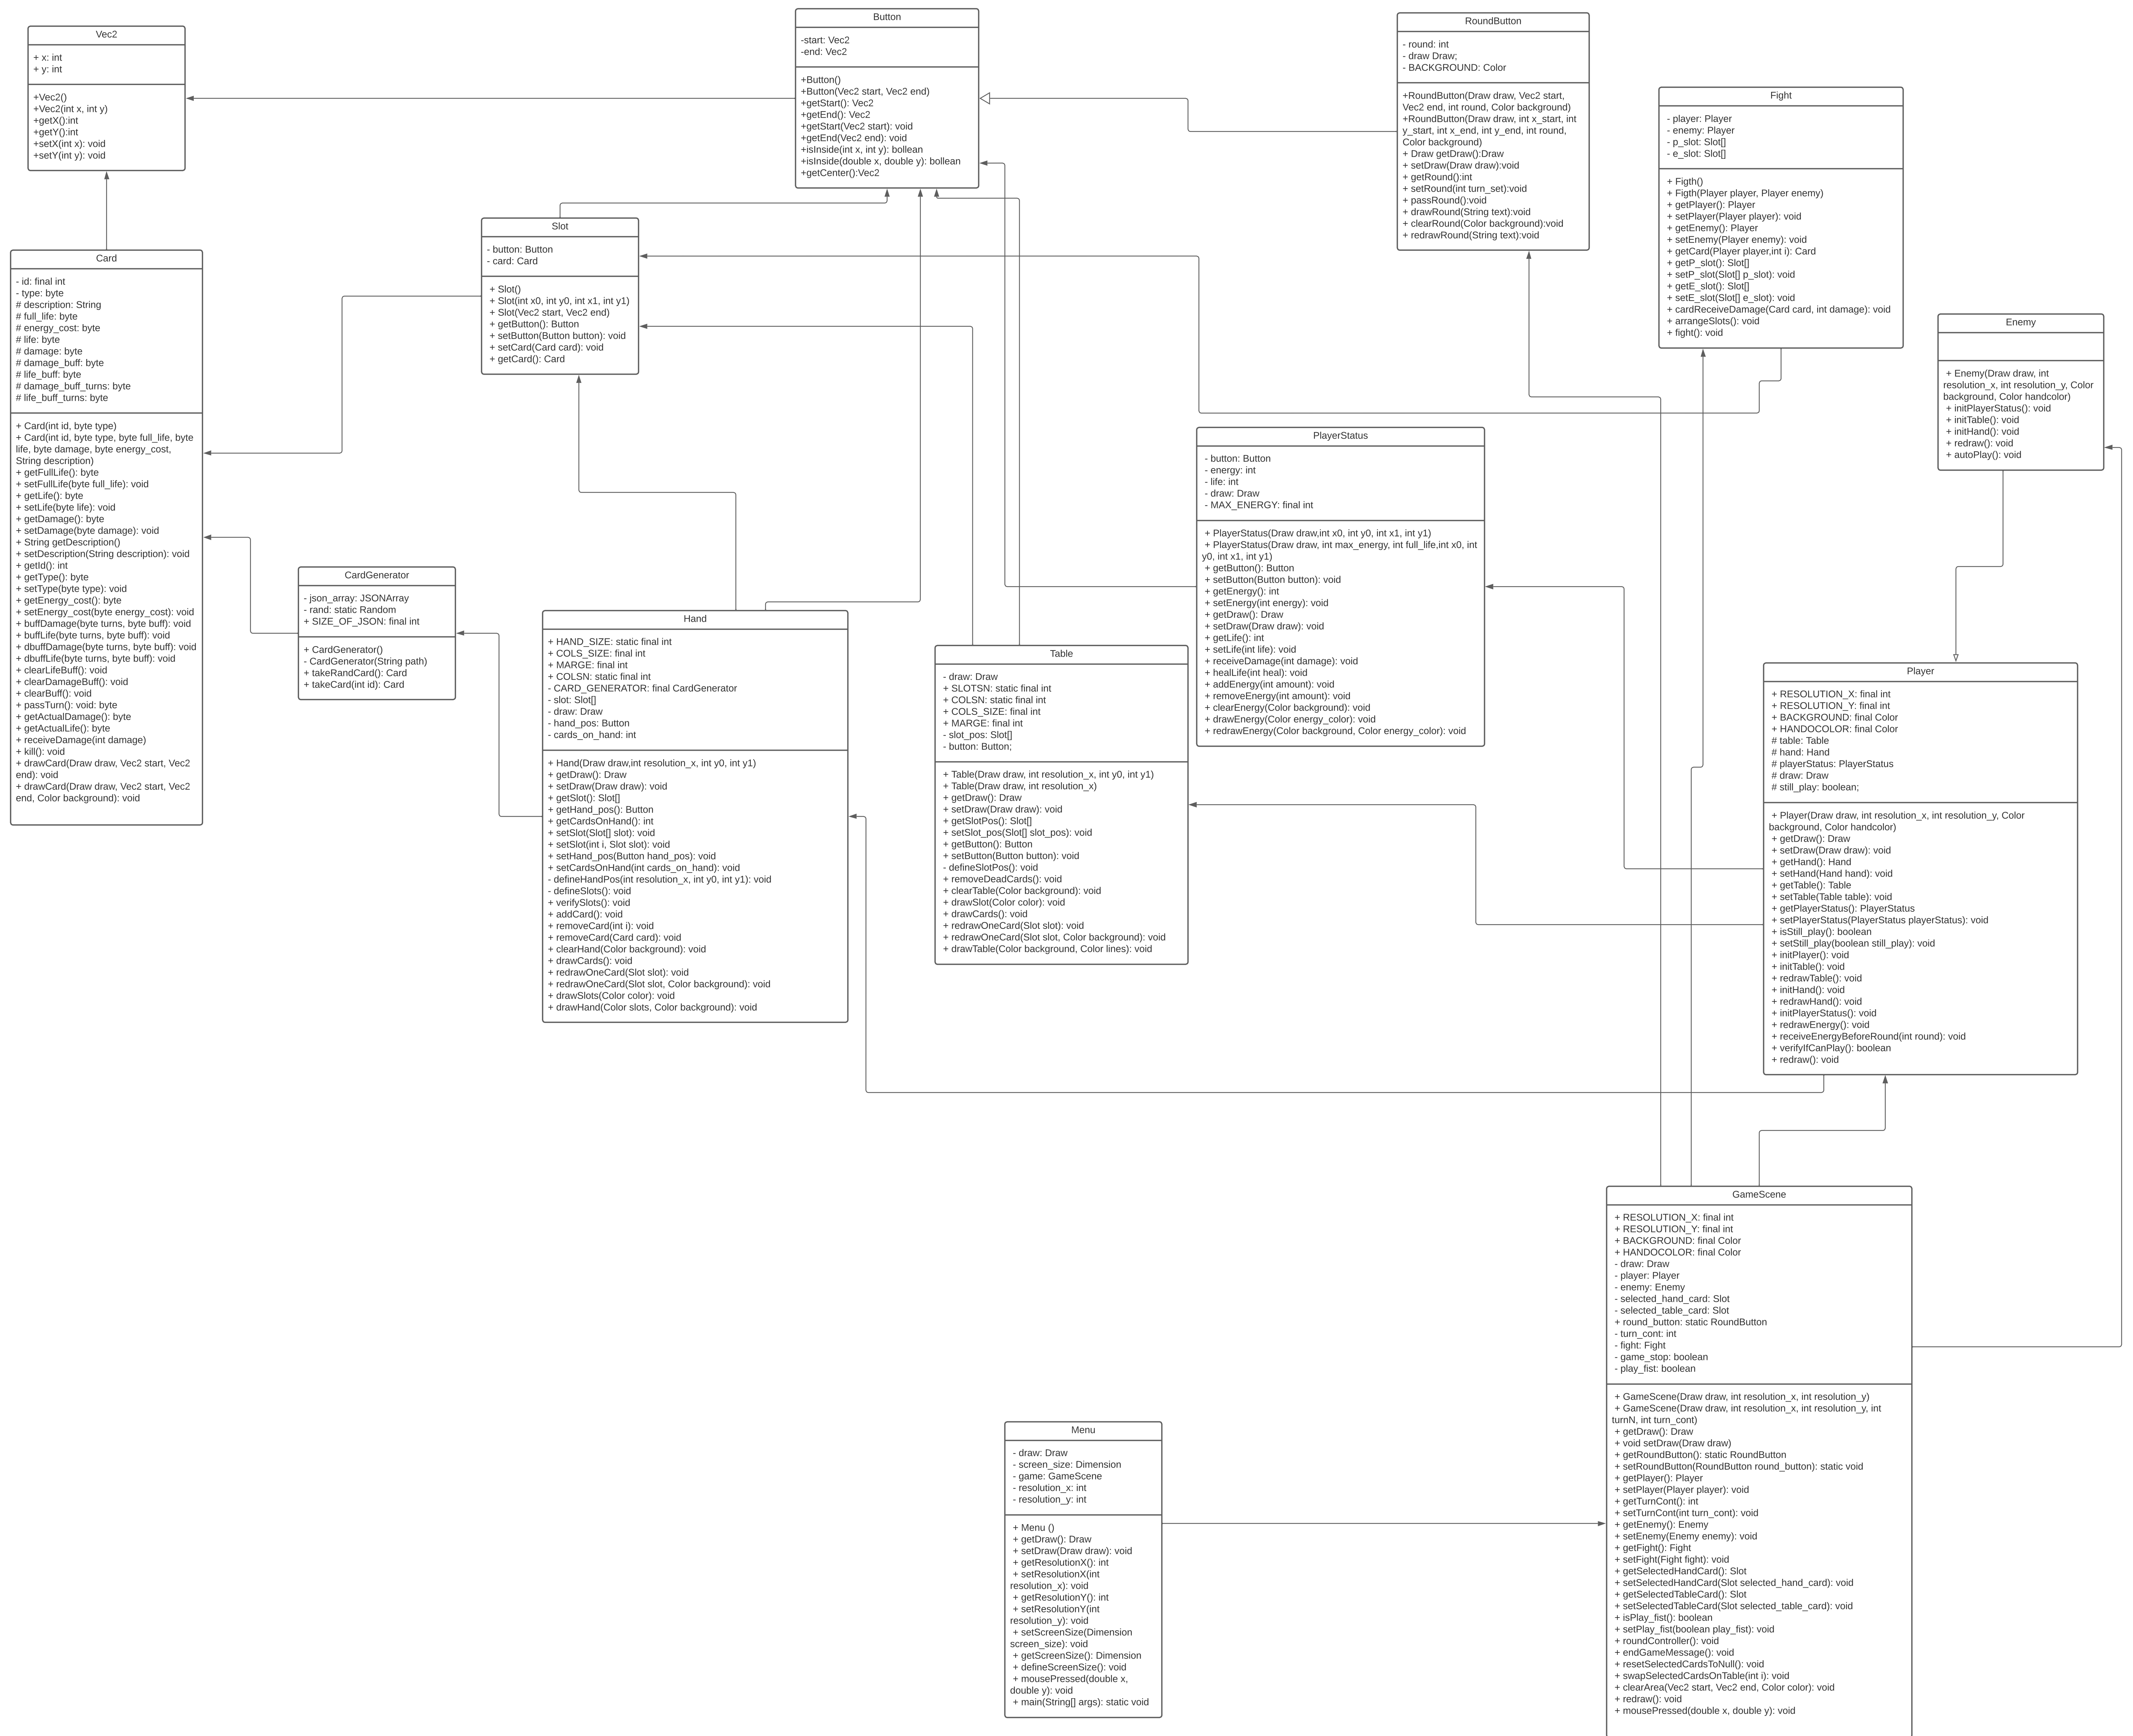 Vec2
+ x: int
+ y: int
+Vec2()
+Vec2(int x, int y)
+getX():int
+getY():int
+setX(int x): void
+setY(int y): void
Button
-start: Vec2
-end: Vec2
+Button()
+Button(Vec2 start, Vec2 end)
+getStart(): Vec2
+getEnd(): Vec2
+getStart(Vec2 start): void
+getEnd(Vec2 end): void
+isInside(int x, int y): bollean
+isInside(double x, double y): bollean
+getCenter():Vec2
RoundButton
- round: int
- draw Draw;
- BACKGROUND: Color
+RoundButton(Draw draw, Vec2 start,
Vec2 end, int round, Color background)
+RoundButton(Draw draw, int x_start, int
y_start, int x_end, int y_end, int round,
Color background)
+ Draw getDraw():Draw
+ setDraw(Draw draw):void
+ getRound():int
+ setRound(int turn_set):void
+ passRound():void
+ drawRound(String text):void
+ clearRound(Color background):void
+ redrawRound(String text):void
Fight
- player: Player
- enemy: Player
- p_slot: Slot[]
- e_slot: Slot[]
+ Figth()
+ Figth(Player player, Player enemy)
+ getPlayer(): Player
+ setPlayer(Player player): void
+ getEnemy(): Player
+ setEnemy(Player enemy): void
+ getCard(Player player,int i): Card
+ getP_slot(): Slot[]
+ setP_slot(Slot[] p_slot): void
+ getE_slot(): Slot[]
+ setE_slot(Slot[] e_slot): void
+ cardReceiveDamage(Card card, int damage): void
+ arrangeSlots(): void
+ fight(): void
Slot
- button: Button
- card: Card
+ Slot()
+ Slot(int x0, int y0, int x1, int y1)
+ Slot(Vec2 start, Vec2 end)
+ getButton(): Button
+ setButton(Button button): void
+ setCard(Card card): void
+ getCard(): Card
Card
- id: final int
- type: byte
# description: String
# full_life: byte
# energy_cost: byte
# life: byte
# damage: byte
# damage_buff: byte
# life_buff: byte
# damage_buff_turns: byte
# life_buff_turns: byte
+ Card(int id, byte type)
+ Card(int id, byte type, byte full_life, byte
life, byte damage, byte energy_cost,
String description)
+ getFullLife(): byte
+ setFullLife(byte full_life): void
+ getLife(): byte
+ setLife(byte life): void
+ getDamage(): byte
+ setDamage(byte damage): void
+ String getDescription()
+ setDescription(String description): void
+ getId(): int
+ getType(): byte
+ setType(byte type): void
+ getEnergy_cost(): byte
+ setEnergy_cost(byte energy_cost): void
+ buffDamage(byte turns, byte buff): void
+ buffLife(byte turns, byte buff): void
+ dbuffDamage(byte turns, byte buff): void
+ dbuffLife(byte turns, byte buff): void
+ clearLifeBuff(): void
+ clearDamageBuff(): void
+ clearBuff(): void
+ passTurn(): void: byte
+ getActualDamage(): byte
+ getActualLife(): byte
+ receiveDamage(int damage)
+ kill(): void
+ drawCard(Draw draw, Vec2 start, Vec2
end): void
+ drawCard(Draw draw, Vec2 start, Vec2
end, Color background): void
Enemy
+ Enemy(Draw draw, int
resolution_x, int resolution_y, Color
background, Color handcolor)
+ initPlayerStatus(): void
+ initTable(): void
+ initHand(): void
+ redraw(): void
+ autoPlay(): void
PlayerStatus
- button: Button
- energy: int
- life: int
- draw: Draw
- MAX_ENERGY: final int
+ PlayerStatus(Draw draw,int x0, int y0, int x1, int y1)
+ PlayerStatus(Draw draw, int max_energy, int full_life,int x0, int
y0, int x1, int y1)
+ getButton(): Button
+ setButton(Button button): void
+ getEnergy(): int
+ setEnergy(int energy): void
+ getDraw(): Draw
+ setDraw(Draw draw): void
+ getLife(): int
+ setLife(int life): void
+ receiveDamage(int damage): void
+ healLife(int heal): void
+ addEnergy(int amount): void
+ removeEnergy(int amount): void
+ clearEnergy(Color background): void
+ drawEnergy(Color energy_color): void
+ redrawEnergy(Color background, Color energy_color): void
CardGenerator
- json_array: JSONArray
- rand: static Random
+ SIZE_OF_JSON: final int
+ CardGenerator()
- CardGenerator(String path)
+ takeRandCard(): Card
+ takeCard(int id): Card
Hand
+ HAND_SIZE: static final int
+ COLS_SIZE: final int
+ MARGE: final int
+ COLSN: static final int
- CARD_GENERATOR: final CardGenerator
- slot: Slot[]
- draw: Draw
- hand_pos: Button
- cards_on_hand: int
+ Hand(Draw draw,int resolution_x, int y0, int y1)
+ getDraw(): Draw
+ setDraw(Draw draw): void
+ getSlot(): Slot[]
+ getHand_pos(): Button
+ getCardsOnHand(): int
+ setSlot(Slot[] slot): void
+ setSlot(int i, Slot slot): void
+ setHand_pos(Button hand_pos): void
+ setCardsOnHand(int cards_on_hand): void
- defineHandPos(int resolution_x, int y0, int y1): void
- defineSlots(): void
+ verifySlots(): void
+ addCard(): void
+ removeCard(int i): void
+ removeCard(Card card): void
+ clearHand(Color background): void
+ drawCards(): void
+ redrawOneCard(Slot slot): void
+ redrawOneCard(Slot slot, Color background): void
+ drawSlots(Color color): void
+ drawHand(Color slots, Color background): void
Table
- draw: Draw
+ SLOTSN: static final int
+ COLSN: static final int
+ COLS_SIZE: final int
+ MARGE: final int
- slot_pos: Slot[]
- button: Button;
+ Table(Draw draw, int resolution_x, int y0, int y1)
+ Table(Draw draw, int resolution_x)
+ getDraw(): Draw
+ setDraw(Draw draw): void
+ getSlotPos(): Slot[]
+ setSlot_pos(Slot[] slot_pos): void
+ getButton(): Button
+ setButton(Button button): void
- defineSlotPos(): void
+ removeDeadCards(): void
+ clearTable(Color background): void
+ drawSlot(Color color): void
+ drawCards(): void
+ redrawOneCard(Slot slot): void
+ redrawOneCard(Slot slot, Color background): void
+ drawTable(Color background, Color lines): void
Player
+ RESOLUTION_X: final int
+ RESOLUTION_Y: final int
+ BACKGROUND: final Color
+ HANDOCOLOR: final Color
# table: Table
# hand: Hand
# playerStatus: PlayerStatus
# draw: Draw
# still_play: boolean;
+ Player(Draw draw, int resolution_x, int resolution_y, Color
background, Color handcolor)
+ getDraw(): Draw
+ setDraw(Draw draw): void
+ getHand(): Hand
+ setHand(Hand hand): void
+ getTable(): Table
+ setTable(Table table): void
+ getPlayerStatus(): PlayerStatus
+ setPlayerStatus(PlayerStatus playerStatus): void
+ isStill_play(): boolean
+ setStill_play(boolean still_play): void
+ initPlayer(): void
+ initTable(): void
+ redrawTable(): void
+ initHand(): void
+ redrawHand(): void
+ initPlayerStatus(): void
+ redrawEnergy(): void
+ receiveEnergyBeforeRound(int round): void
+ verifyIfCanPlay(): boolean
+ redraw(): void
GameScene
+ RESOLUTION_X: final int
+ RESOLUTION_Y: final int
+ BACKGROUND: final Color
+ HANDOCOLOR: final Color
- draw: Draw
- player: Player
- enemy: Enemy
- selected_hand_card: Slot
- selected_table_card: Slot
+ round_button: static RoundButton
- turn_cont: int
- fight: Fight
- game_stop: boolean
- play_fist: boolean
+ GameScene(Draw draw, int resolution_x, int resolution_y)
+ GameScene(Draw draw, int resolution_x, int resolution_y, int
turnN, int turn_cont)
+ getDraw(): Draw
+ void setDraw(Draw draw)
+ getRoundButton(): static RoundButton
+ setRoundButton(RoundButton round_button): static void
+ getPlayer(): Player
+ setPlayer(Player player): void
+ getTurnCont(): int
+ setTurnCont(int turn_cont): void
+ getEnemy(): Enemy
+ setEnemy(Enemy enemy): void
+ getFight(): Fight
+ setFight(Fight fight): void
+ getSelectedHandCard(): Slot
+ setSelectedHandCard(Slot selected_hand_card): void
+ getSelectedTableCard(): Slot
+ setSelectedTableCard(Slot selected_table_card): void
+ isPlay_fist(): boolean
+ setPlay_fist(boolean play_fist): void
+ roundController(): void
+ endGameMessage(): void
+ resetSelectedCardsToNull(): void
+ swapSelectedCardsOnTable(int i): void
+ clearArea(Vec2 start, Vec2 end, Color color): void
+ redraw(): void
+ mousePressed(double x, double y): void
Menu
- draw: Draw
- screen_size: Dimension
- game: GameScene
- resolution_x: int
- resolution_y: int
+ Menu ()
+ getDraw(): Draw
+ setDraw(Draw draw): void
+ getResolutionX(): int
+ setResolutionX(int
resolution_x): void
+ getResolutionY(): int
+ setResolutionY(int
resolution_y): void
+ setScreenSize(Dimension
screen_size): void
+ getScreenSize(): Dimension
+ defineScreenSize(): void
+ mousePressed(double x,
double y): void
+ main(String[] args): static void